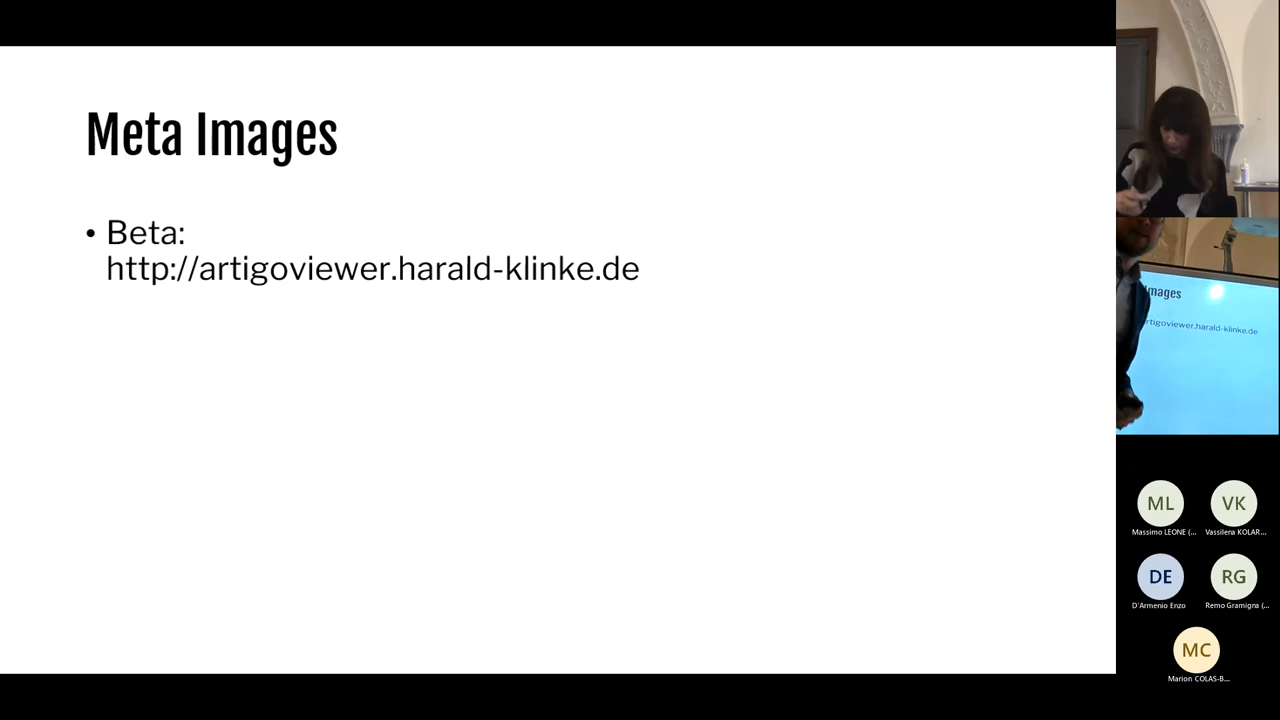 Meta Images
• Beta:
http://artigoviewer.harald-klinke.de
Images
rtigoviewer.harald-klinke.de
ML
VK
Massimo LEONE (...
Vassilena KOLAR...
DE
RG
D'Armenio Enzo
Remo Gramigna (...
MC
Marion COLAS-B...